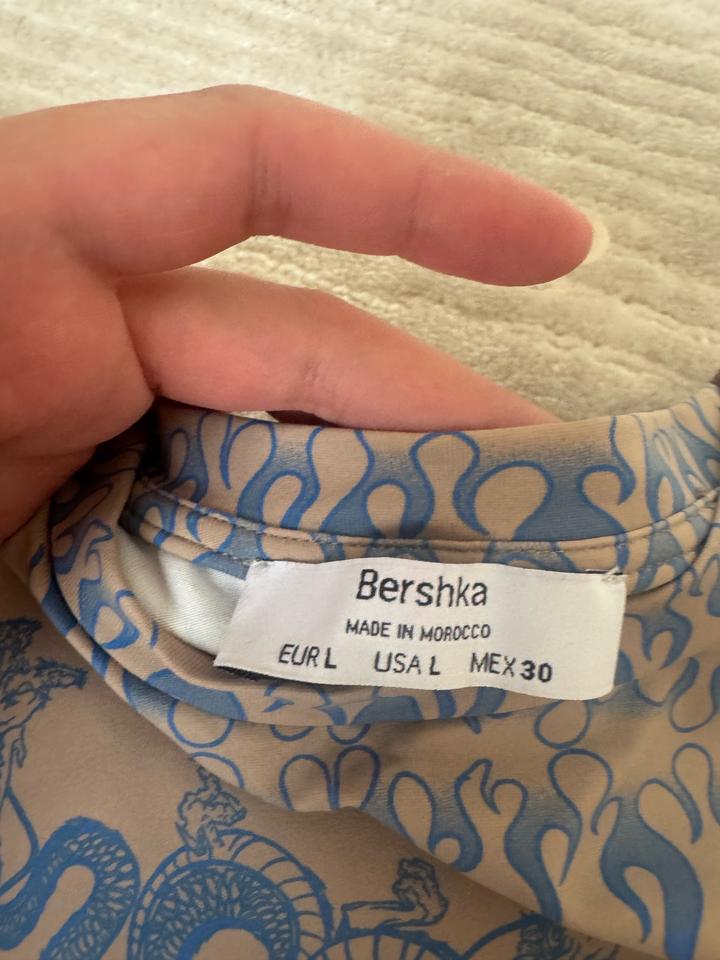 Bershka
MADE IN MOROCCO
EUR L USA L MEX 30